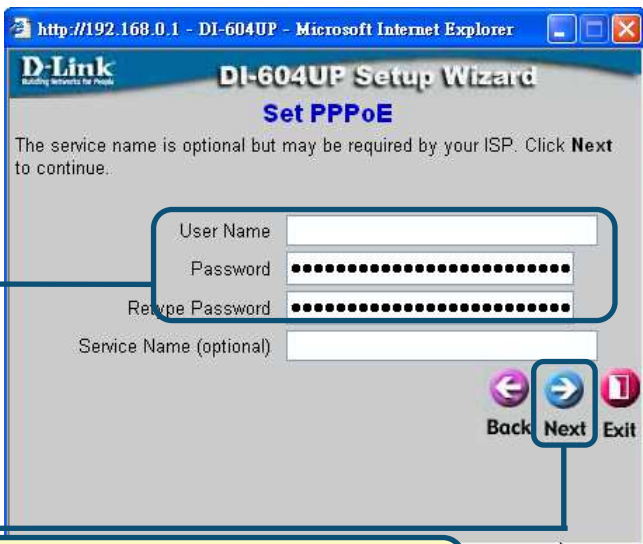 http://192.168.0.1 - DI-604UP - Microsoft Internet Explorer
D-Link
Building Networks for People
DI-604UP Setup Wizard
Set PPPoE
The service name is optional but may be required by your ISP. Click Next
to continue.
User Name
Password ●●●●●●●●●●●●●●●●●●●●●●●●●
Retype Password ●●●●●●●●●●●●●●●●●●●●●●●●●
Service Name (optional)
Back Next Exit